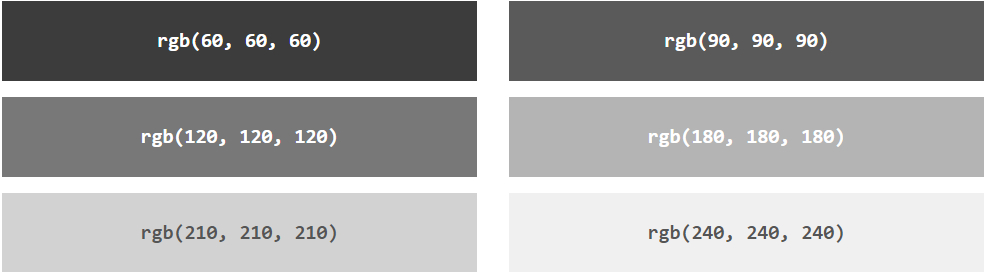 rgb(60, 60, 60)
rgb(90, 90, 90)
rgb(120, 120, 120)
rgb(180, 180, 180)
rgb(210, 210, 210)
rgb(240, 240, 240)